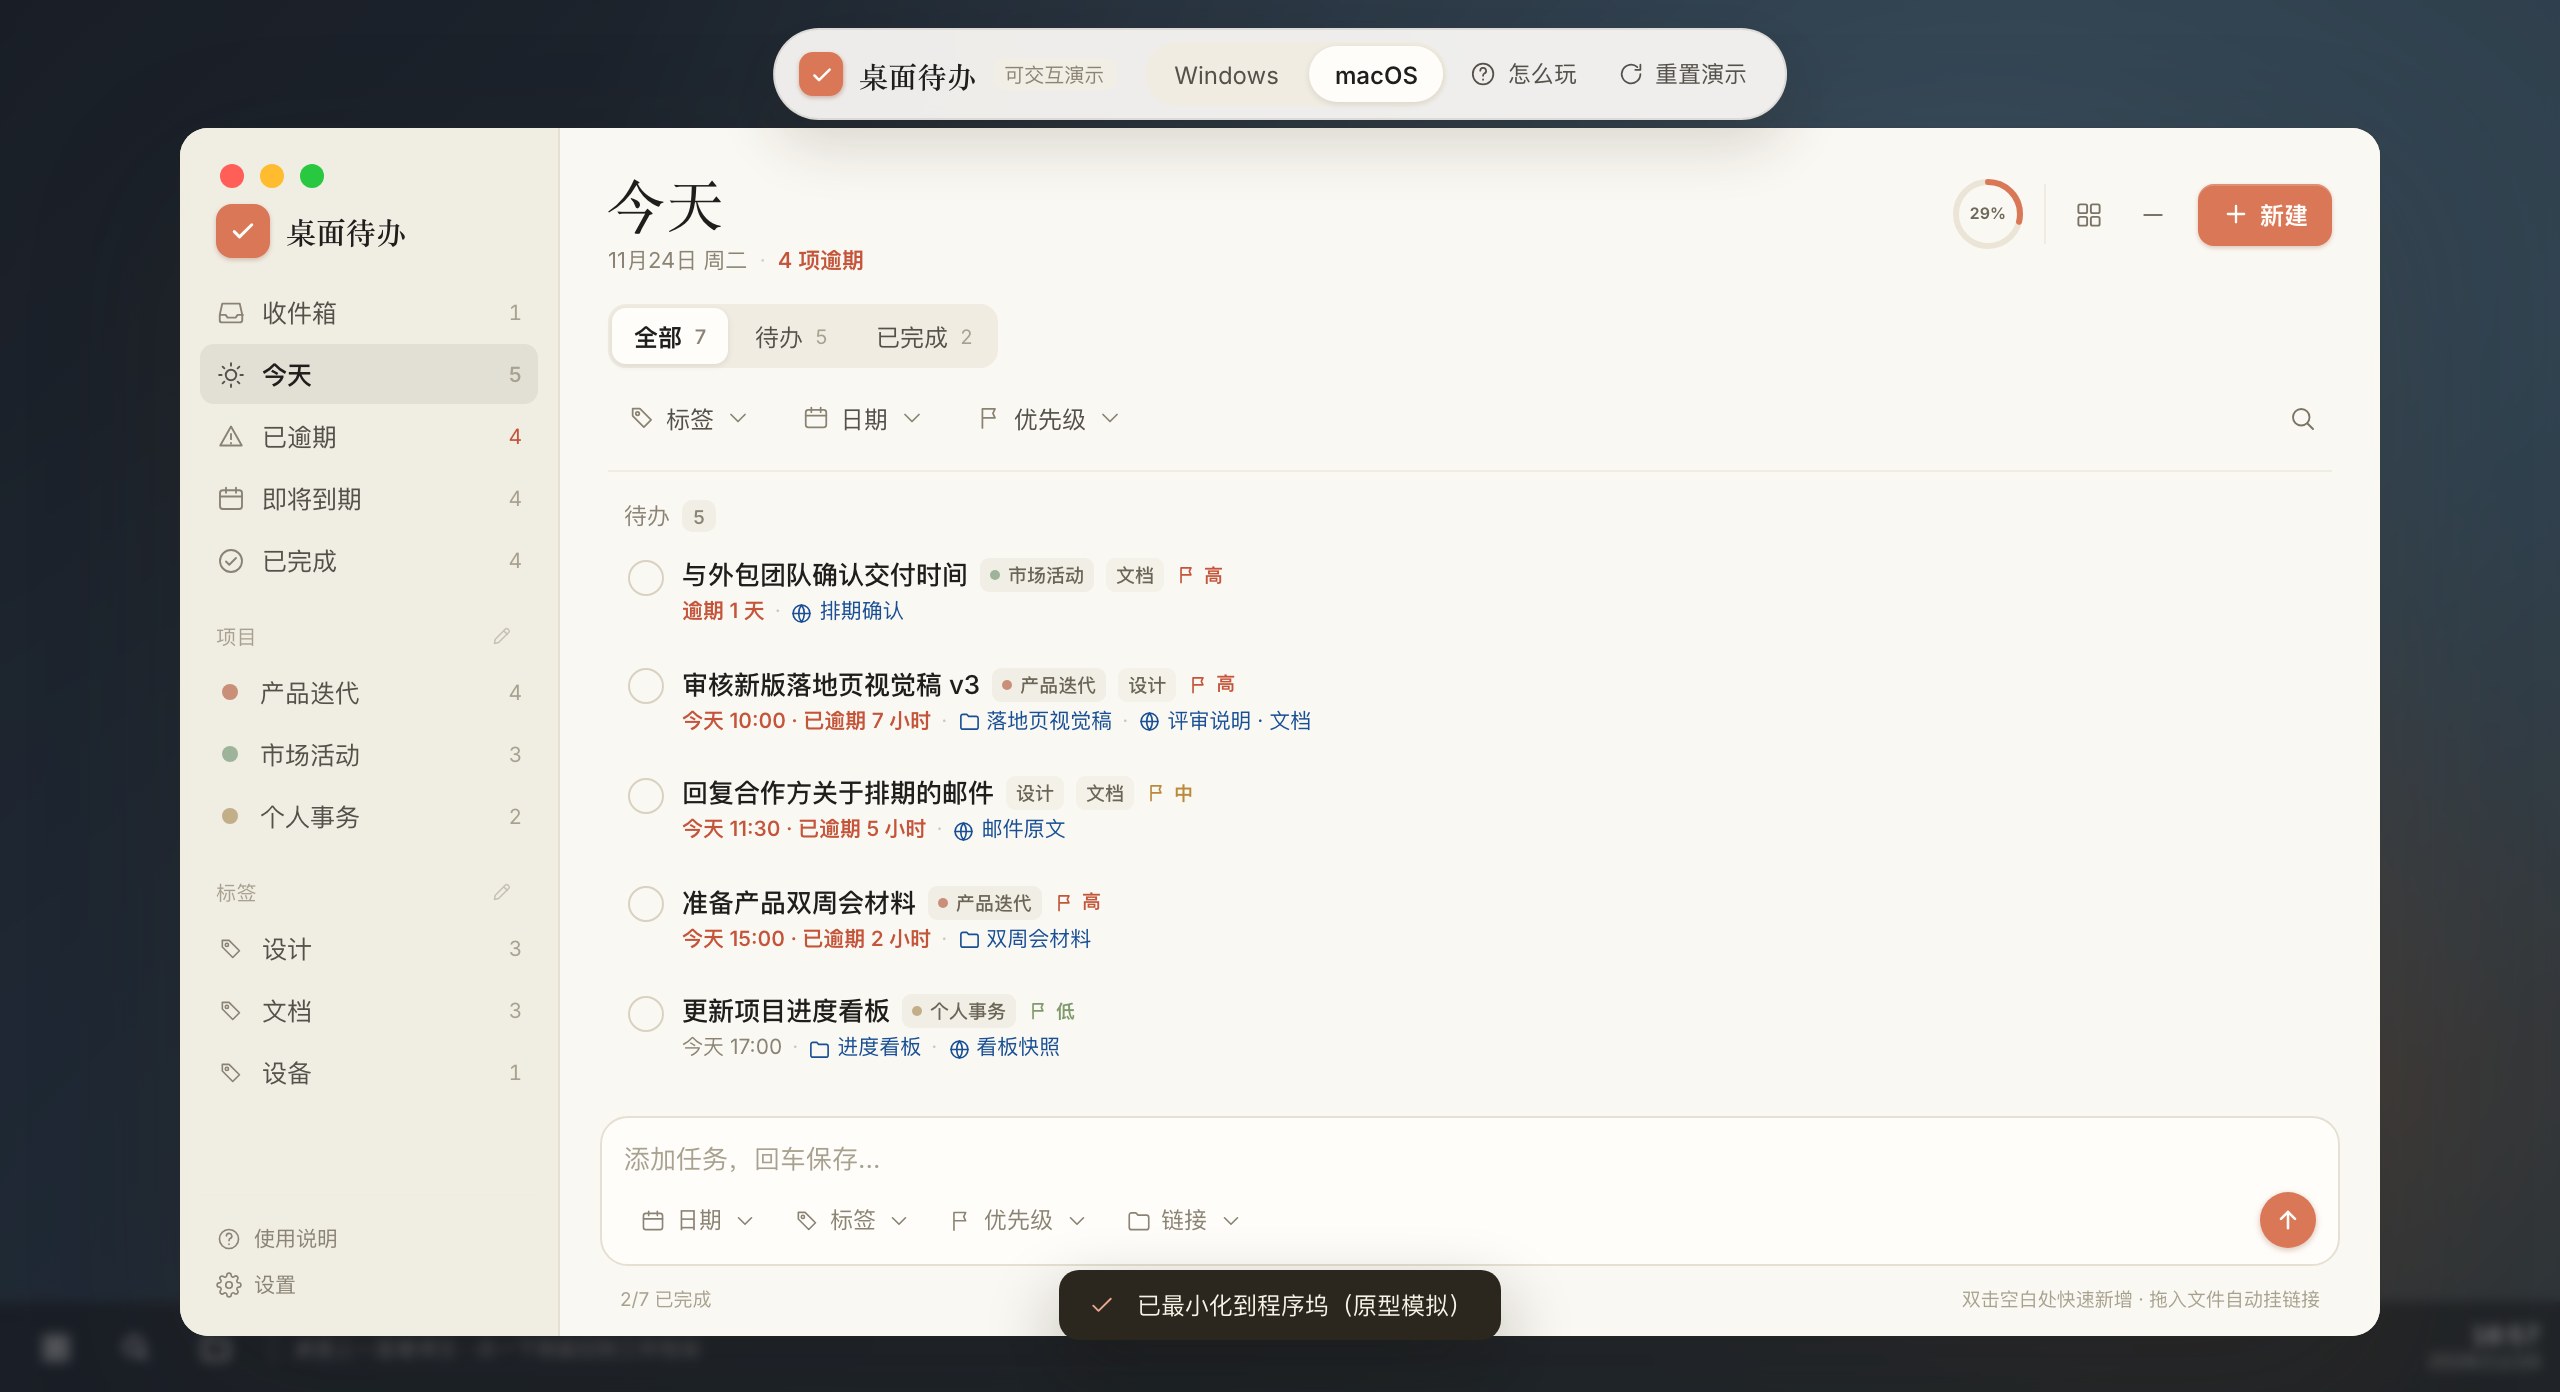 桌面待办 可交互演示 Windows macOS 怎么玩 重置演示
桌面待办
收件箱 1
今天 5
已逾期 4
即将到期 4
已完成 4
项目
产品迭代 4
市场活动 3
个人事务 2
标签
设计 3
文档 3
设备 1
使用说明
设置
今天
11月24日 周二 · 4 项逾期
29%
新建
全部 7 待办 5 已完成 2
标签 日期 优先级
待办 5
与外包团队确认交付时间 市场活动 文档 高
逾期 1 天 · 排期确认
审核新版落地页视觉稿 v3 产品迭代 设计 高
今天 10:00 · 已逾期 7 小时 · 落地页视觉稿 · 评审说明 · 文档
回复合作方关于排期的邮件 设计 文档 中
今天 11:30 · 已逾期 5 小时 · 邮件原文
准备产品双周会材料 产品迭代 高
今天 15:00 · 已逾期 2 小时 · 双周会材料
更新项目进度看板 个人事务 低
今天 17:00 · 进度看板 · 看板快照
添加任务，回车保存...
日期 标签 优先级 链接
2/7 已完成
已最小化到程序坞（原型模拟）
双击空白处快速新增 · 拖入文件自动挂链接